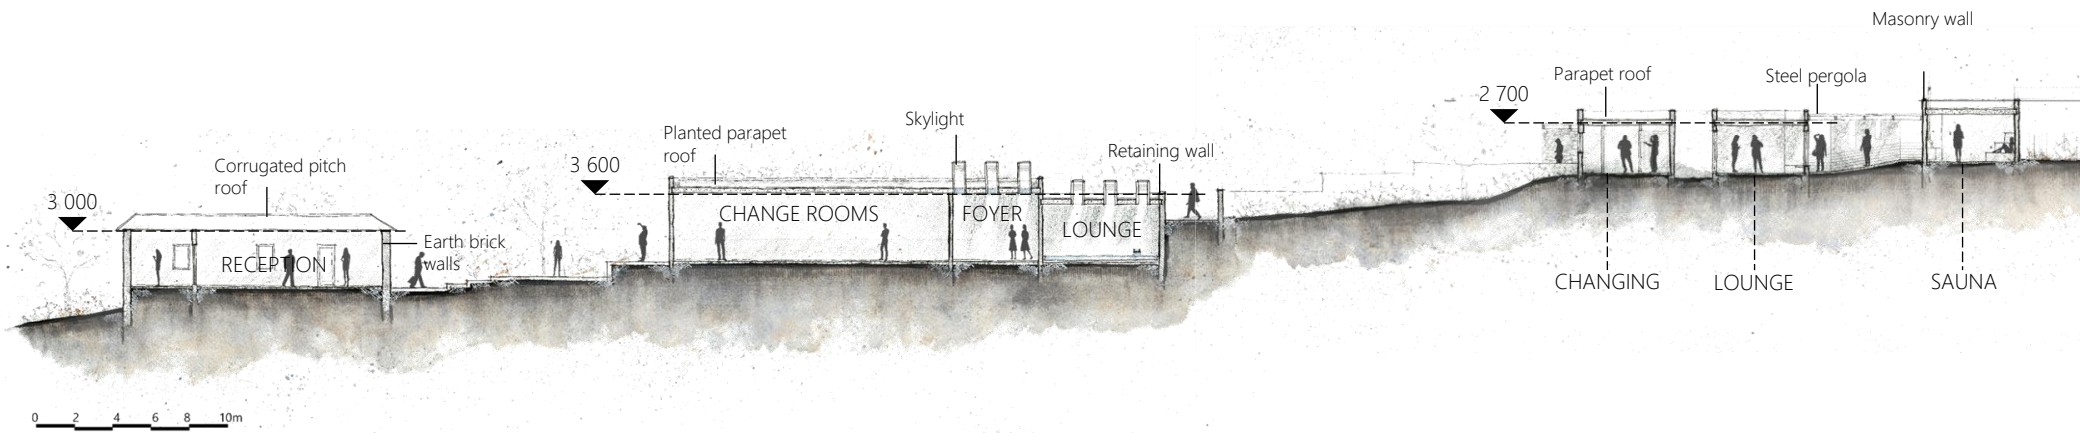 Masonry wall
Parapet roof
Steel pergola
2 700
Skylight
Planted parapet
roof
Retaining wall
3 600
Corrugated pitch
roof
3 000
CHANGE ROOMS
FOYER
LOUNGE
Earth brick
walls
RECEPTION
CHANGING
LOUNGE
SAUNA
0 2 4 6 8 10m